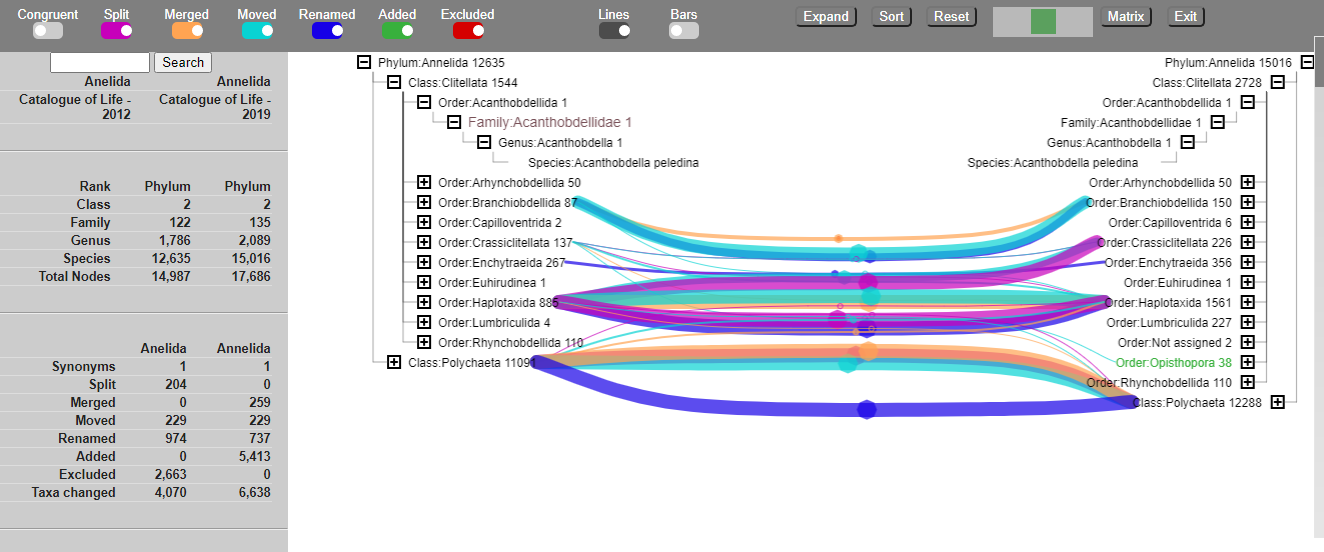 Congruent Split Merged Moved Renamed Added Excluded Lines Bars Expand Sort Reset Matrix Exit
Search
Anelida Annelida
Catalogue of Life - 2012 Catalogue of Life - 2019
Rank Phylum Phylum
Class 2 2
Family 122 135
Genus 1,786 2,089
Species 12,635 15,016
Total Nodes 14,987 17,686
Anelida Annelida
Synonyms 1 1
Split 204 0
Merged 0 259
Moved 229 229
Renamed 974 737
Added 0 5,413
Excluded 2,663 0
Taxa changed 4,070 6,638
Phylum:Annelida 12635
Class:Clitellata 1544
Order:Acanthobdellida 1
Family:Acanthobdellidae 1
Genus:Acanthobdella 1
Species:Acanthobdella peledina
Order:Arhynchobdellida 50
Order:Branchiobdellida 87
Order:Capilloventrida 2
Order:Crassiclitellata 137
Order:Enchytraeida 267
Order:Euhirudinea 1
Order:Haplotaxida 885
Order:Lumbriculida 4
Order:Rhynchobdellida 110
Class:Polychaeta 11091
Phylum:Annelida 15016
Class:Clitellata 2728
Order:Acanthobdellida 1
Family:Acanthobdellidae 1
Genus:Acanthobdella 1
Species:Acanthobdella peledina
Order:Arhynchobdellida 50
Order:Branchiobdellida 150
Order:Capilloventrida 6
Order:Crassiclitellata 226
Order:Enchytraeida 356
Order:Euhirudinea 1
Order:Haplotaxida 1561
Order:Lumbriculida 227
Order:Not assigned 2
Order:Opisthopora 38
Order:Rhynchobdellida 110
Class:Polychaeta 12288